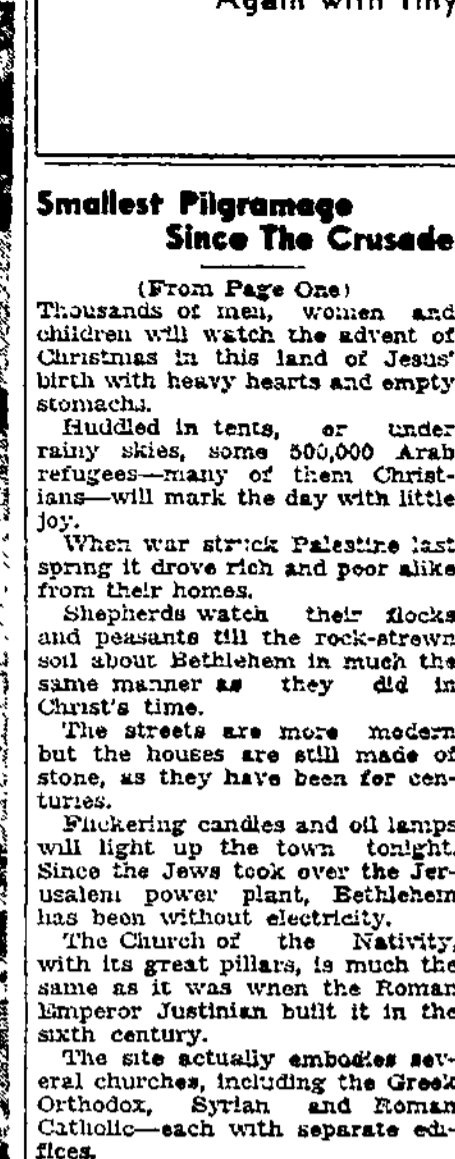 Again with Tiny
Smallest Pilgramage
Since The Crusade
(From Page One)
Thousands of men, women and
children will watch the advent of
Christmas in this land of Jesus'
birth with heavy hearts and empty
stomachs.
Huddled in tents, or under
rainy skies, some 500,000 Arab
refugees—many of them Christ-
ians—will mark the day with little
joy.
When war struck Palestine last
spring it drove rich and poor alike
from their homes.
Shepherds watch their flocks
and peasants till the rock-strewn
soil about Bethlehem in much the
same manner as they did in
Christ's time.
The streets are more modern
but the houses are still made of
stone, as they have been for cen-
turies.
Flickering candles and oil lamps
will light up the town tonight.
Since the Jews took over the Jer-
usalem power plant, Bethlehem
has been without electricity.
The Church of the Nativity,
with its great pillars, is much the
same as it was when the Roman
Emperor Justinian built it in the
sixth century.
The site actually embodies sev-
eral churches, including the Greek
Orthodox, Syrian and Roman
Catholic—each with separate edi-
fices.